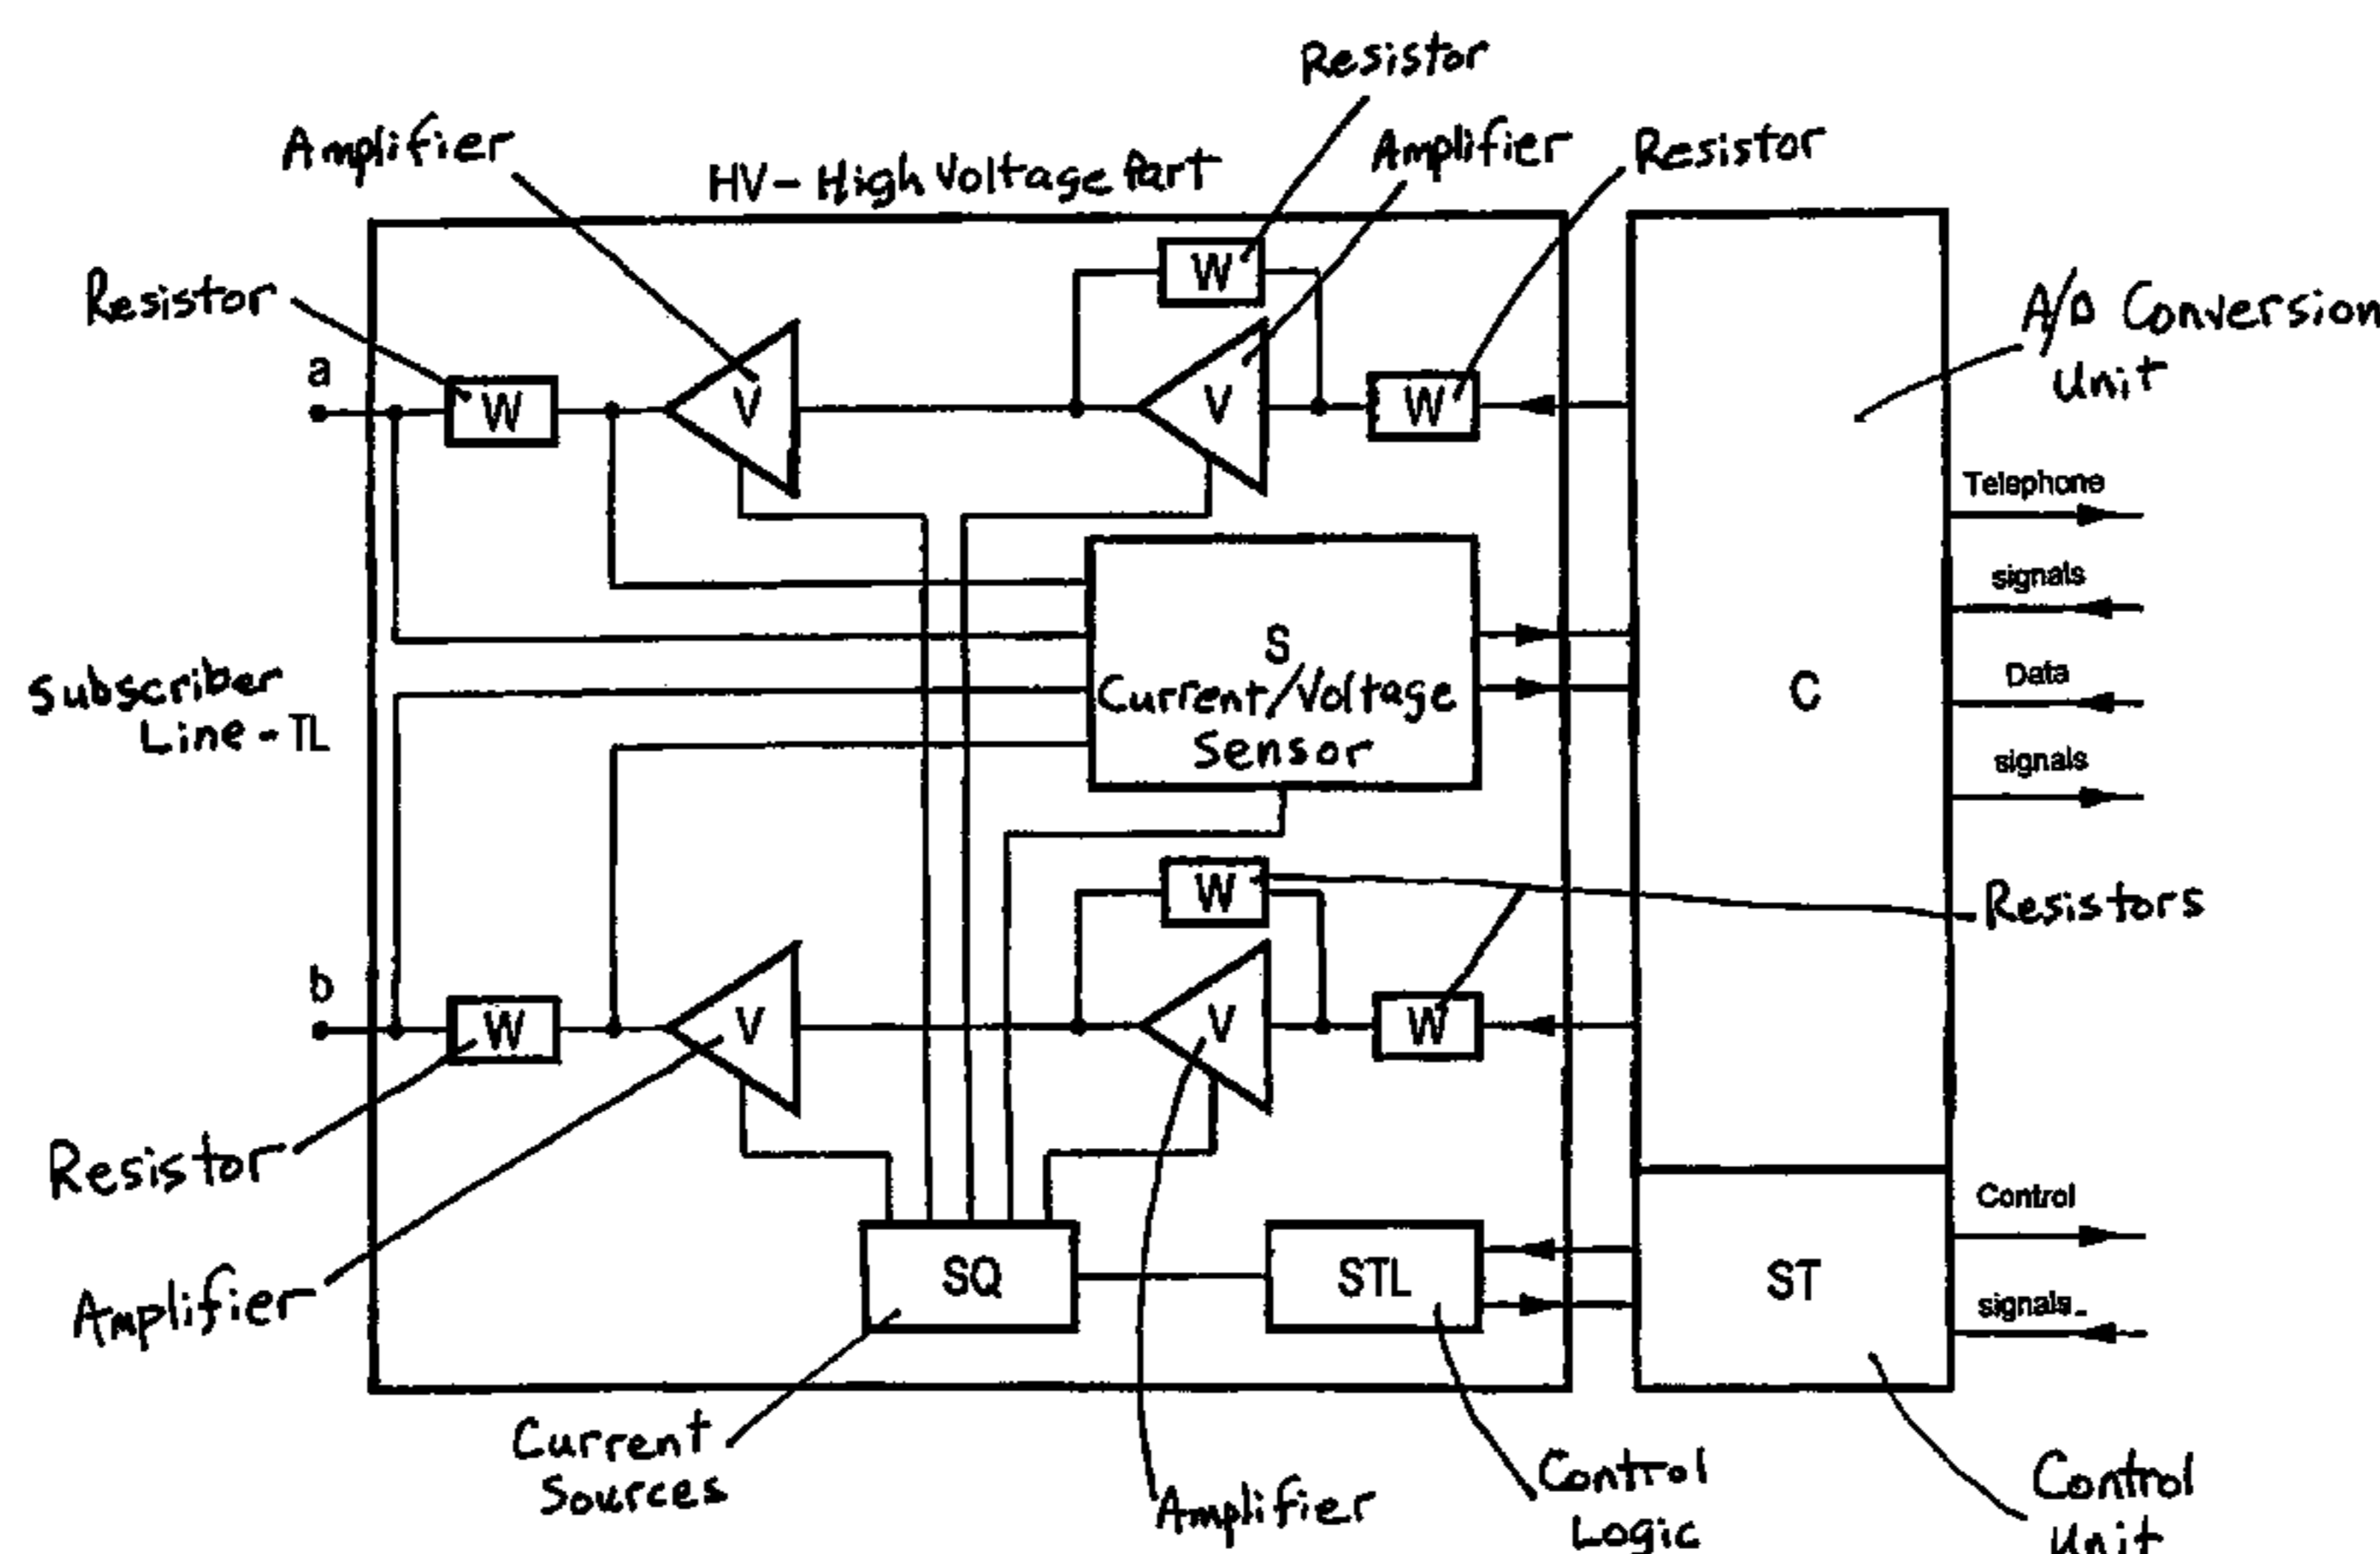 Resistor
Amplifier
HV - High Voltage Part
Amplifier
Resistor
Resistor
W
A/D Conversion
Unit
a
W
V
V
W
Telephone
signals
S
Current/Voltage
Sensor
C
Data
signals
Subscriber
Line - TL
W
Resistors
b
W
V
V
W
Resistor
Control
SQ
STL
ST
signals
Amplifier
Current
Sources
Amplifier
Control
Logic
Control
Unit